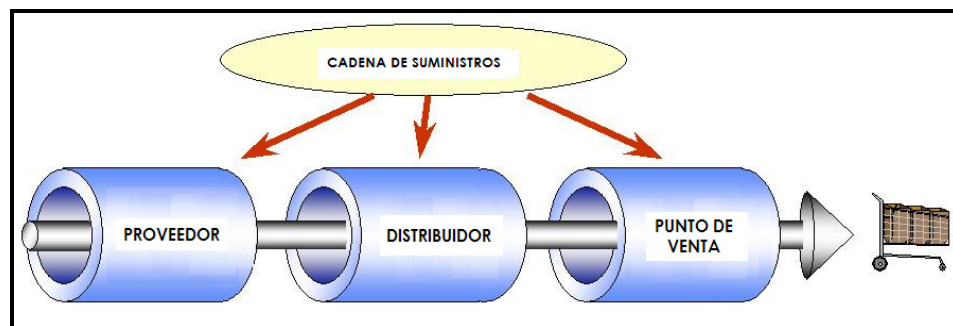 CADENA DE SUMINISTROS
PROVEEDOR
DISTRIBUIDOR
PUNTO DE
VENTA